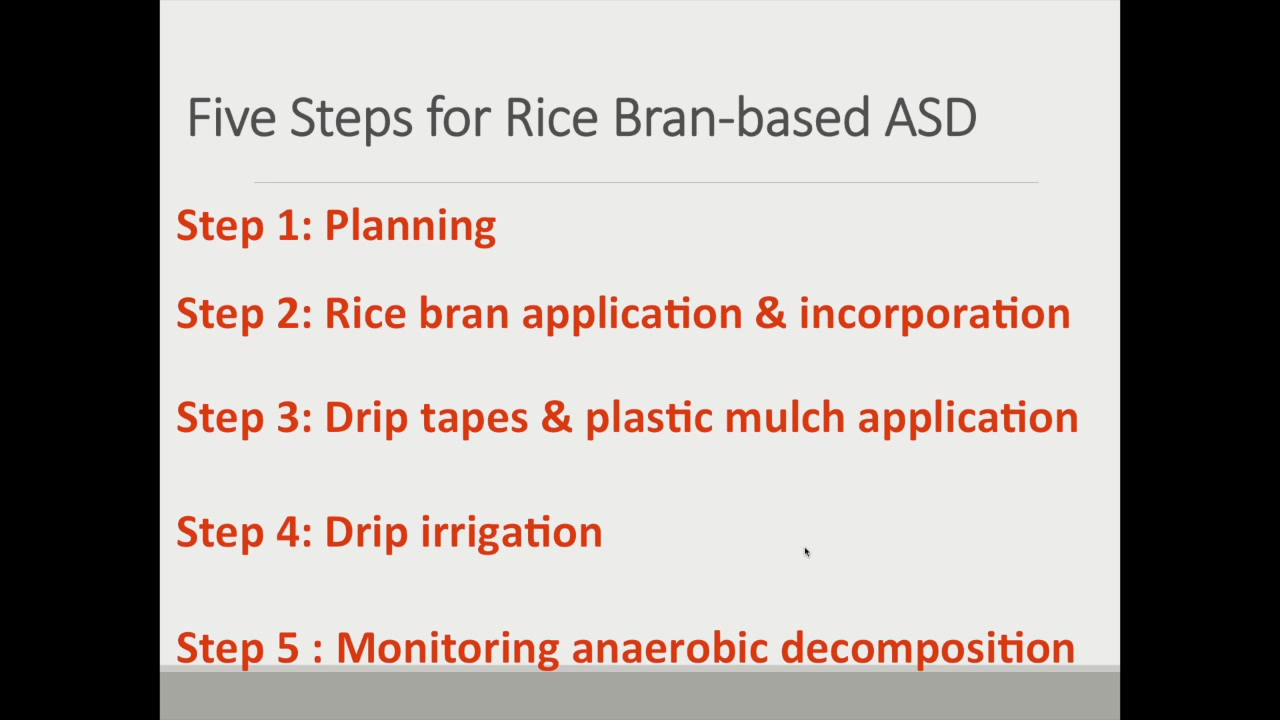 Five Steps for Rice Bran-based ASD
Step 1: Planning
Step 2: Rice bran application & incorporation
Step 3: Drip tapes & plastic mulch application
Step 4: Drip irrigation
Step 5 : Monitoring anaerobic decomposition